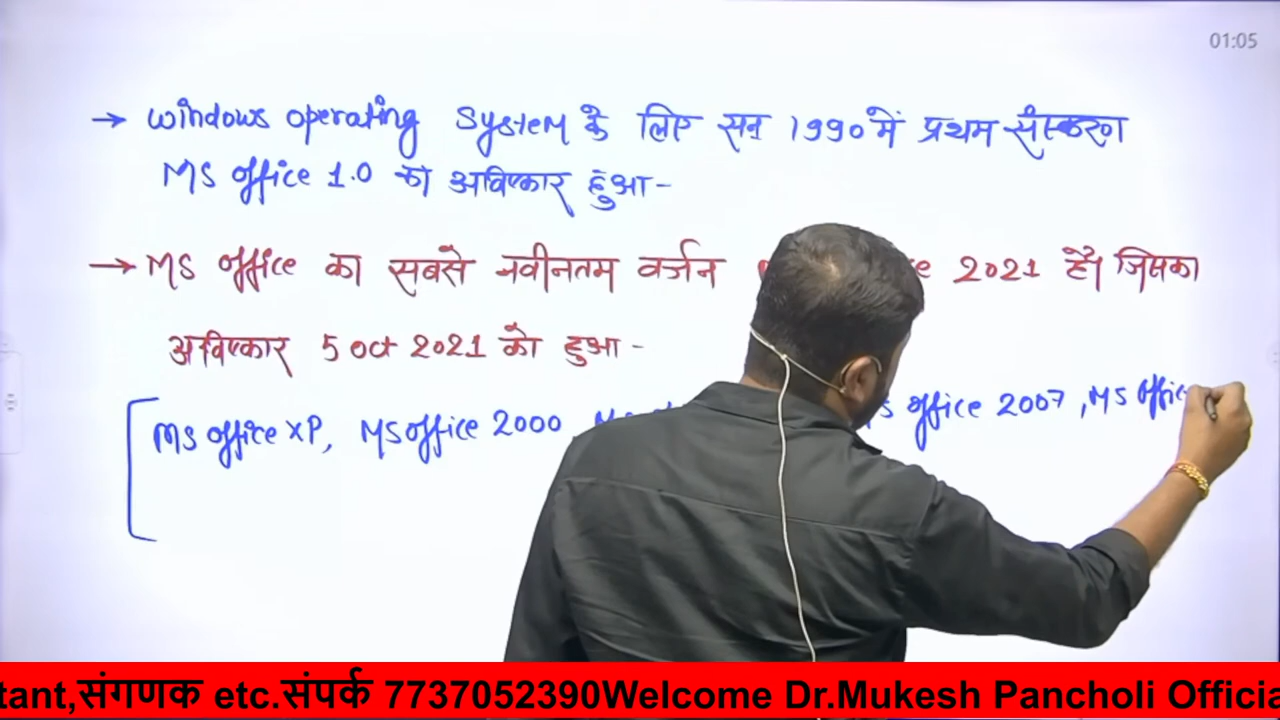 01:05
→ windows operating system के लिए सन 1990 में प्रथम संस्करण
MS office 1.0 का अविष्कार हुआ-
→ MS office का सबसे नवीनतम वर्जन 2021 है। जिसका
अविष्कार 5 oct 2021 को हुआ -
MS office XP, MS office 2000 office 2007, MS office
tant,संगणक etc.संपर्क 7737052390Welcome Dr.Mukesh Pancholi Officia